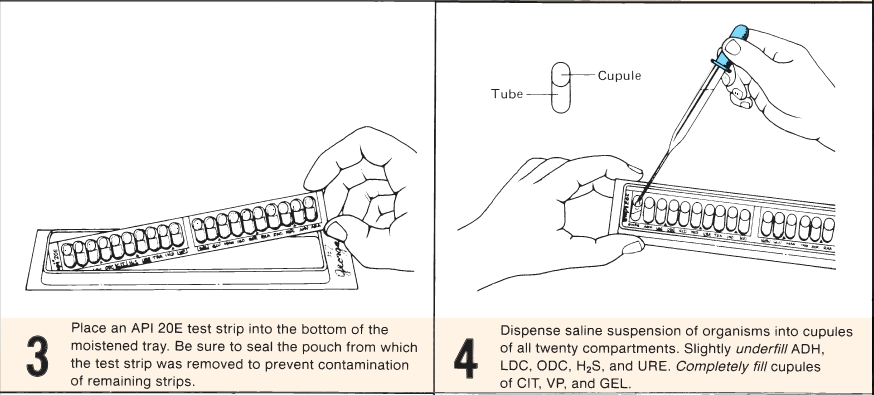 Cupule
Tube
George
3
Place an API 20E test strip into the bottom of the
moistened tray. Be sure to seal the pouch from which
the test strip was removed to prevent contamination
of remaining strips.
4
Dispense saline suspension of organisms into cupules
of all twenty compartments. Slightly underfill ADH,
LDC, ODC, H₂S, and URE. Completely fill cupules
of CIT, VP, and GEL.